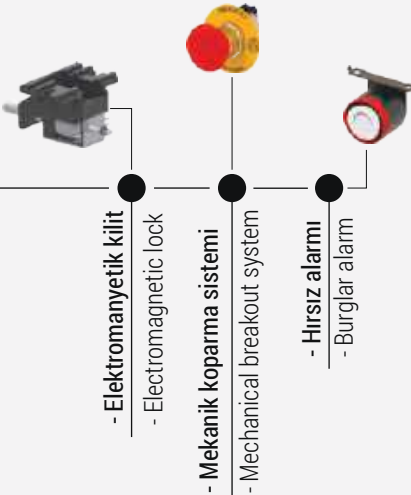 - Elektromanyetik kilit
- Electromagnetic lock
- Mekanik koparma sistemi
- Mechanical breakout system
- Hırsız alarmı
- Burglar alarm